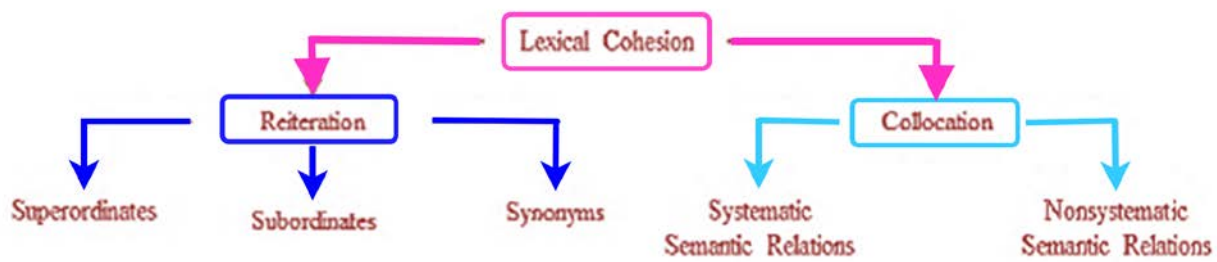 Lexical Cohesion
Reiteration
Collocation
Superordinates
Subordinates
Synonyms
Systematic
Semantic Relations
Nonsystematic
Semantic Relations